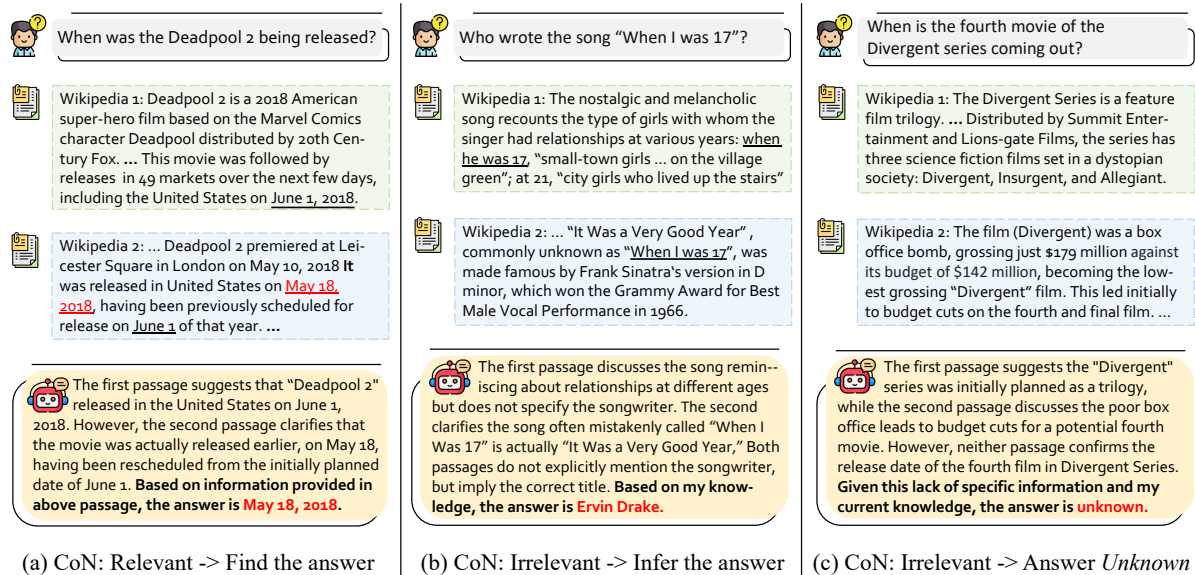 When was the Deadpool 2 being released?
Wikipedia 1: Deadpool 2 is a 2018 American
super-hero film based on the Marvel Comics
character Deadpool distributed by 20th Cen-
tury Fox. ... This movie was followed by
releases in 49 markets over the next few days,
including the United States on June 1, 2018.
Wikipedia 2: ... Deadpool 2 premiered at Lei-
cester Square in London on May 10, 2018 It
was released in United States on May 18,
2018, having been previously scheduled for
release on June 1 of that year. ...
The first passage suggests that “Deadpool 2"
released in the United States on June 1,
2018. However, the second passage clarifies that
the movie was actually released earlier, on May 18,
having been rescheduled from the initially planned
date of June 1. Based on information provided in
above passage, the answer is May 18, 2018.
(a) CoN: Relevant -> Find the answer
Who wrote the song “When I was 17”?
Wikipedia 1: The nostalgic and melancholic
song recounts the type of girls with whom the
singer had relationships at various years: when
he was 17, “small-town girls ... on the village
green”; at 21, “city girls who lived up the stairs”
Wikipedia 2: ... “It Was a Very Good Year” ,
commonly unknown as “When I was 17”, was
made famous by Frank Sinatra‘s version in D
minor, which won the Grammy Award for Best
Male Vocal Performance in 1966.
The first passage discusses the song remin--
iscing about relationships at different ages
but does not specify the songwriter. The second
clarifies the song often mistakenly called “When I
Was 17” is actually “It Was a Very Good Year,” Both
passages do not explicitly mention the songwriter,
but imply the correct title. Based on my know-
ledge, the answer is Ervin Drake.
(b) CoN: Irrelevant -> Infer the answer
When is the fourth movie of the
Divergent series coming out?
Wikipedia 1: The Divergent Series is a feature
film trilogy. ... Distributed by Summit Enter-
tainment and Lions-gate Films, the series has
three science fiction films set in a dystopian
society: Divergent, Insurgent, and Allegiant.
Wikipedia 2: The film (Divergent) was a box
office bomb, grossing just $179 million against
its budget of $142 million, becoming the low-
est grossing “Divergent” film. This led initially
to budget cuts on the fourth and final film. ...
The first passage suggests the "Divergent"
series was initially planned as a trilogy,
while the second passage discusses the poor box
office leads to budget cuts for a potential fourth
movie. However, neither passage confirms the
release date of the fourth film in Divergent Series.
Given this lack of specific information and my
current knowledge, the answer is unknown.
(c) CoN: Irrelevant -> Answer Unknown